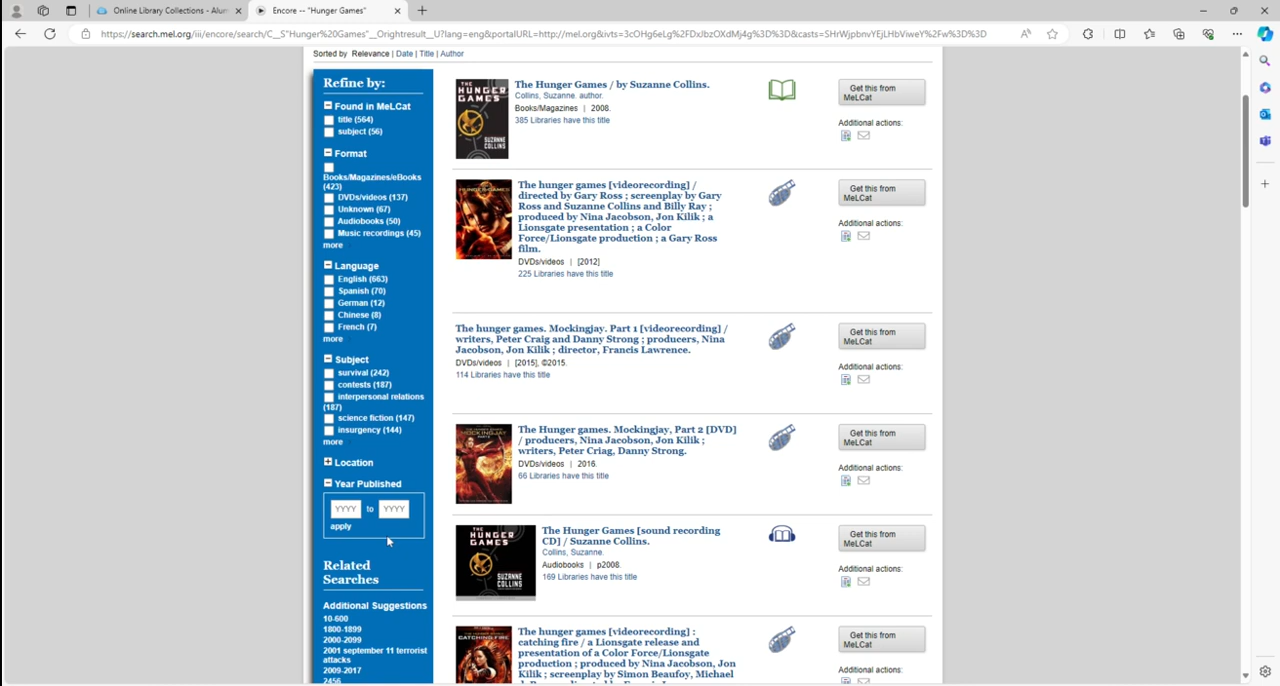 Online Library Collections - Alum
Encore -- "Hunger Games"
https://search.mel.org/iii/encore/search/C__S"Hunger%20Games"__Orightresult__U?lang=eng&portalURL=http://mel.org&ivts=3cOHg6eLg%2FDxJbzOXdMj4g%3D%3D&casts=SHrWjpbnvYEjLHbViweY%2Fw%3D%3D
Sorted by Relevance | Date | Title | Author
Refine by:
Found in MeLCat
title (564)
subject (56)
Format
Books/Magazines/eBooks
(423)
DVDs/videos (137)
Unknown (67)
Audiobooks (50)
Music recordings (45)
more
Language
English (663)
Spanish (70)
German (12)
Chinese (8)
French (7)
more
Subject
survival (242)
contests (187)
interpersonal relations
(187)
science fiction (147)
insurgency (144)
more
Location
Year Published
YYYY to YYYY
apply
Related
Searches
Additional Suggestions
10-600
1800-1899
2000-2099
2001 september 11 terrorist
attacks
2009-2017
2456
THE
HUNGER
GAMES
SUZANNE
COLLINS
The Hunger Games / by Suzanne Collins.
Collins, Suzanne. author.
Books/Magazines | 2008.
385 Libraries have this title
Get this from
MeLCat
Additional actions:
The hunger games [videorecording] /
directed by Gary Ross ; screenplay by Gary
Ross and Suzanne Collins and Billy Ray ;
produced by Nina Jacobson, Jon Kilik ; a
Lionsgate presentation ; a Color
Force/Lionsgate production ; a Gary Ross
film.
DVDs/videos | [2012]
225 Libraries have this title
Get this from
MeLCat
Additional actions:
The hunger games. Mockingjay. Part 1 [videorecording] /
writers, Peter Craig and Danny Strong ; producers, Nina
Jacobson, Jon Kilik ; director, Francis Lawrence.
DVDs/videos | [2015], ©2015.
114 Libraries have this title
Get this from
MeLCat
Additional actions:
MOCKINGJAY
The Hunger games. Mockingjay, Part 2 [DVD]
/ producers, Nina Jacobson, Jon Kilik ;
writers, Peter Criag, Danny Strong.
DVDs/videos | 2016.
66 Libraries have this title
Get this from
MeLCat
Additional actions:
THE
HUNGER
GAMES
SUZANNE
COLLINS
The Hunger Games [sound recording
CD] / Suzanne Collins.
Collins, Suzanne.
Audiobooks | p2008.
169 Libraries have this title
Get this from
MeLCat
Additional actions:
CATCHING FIRE
The hunger games [videorecording] :
catching fire / a Lionsgate release and
presentation of a Color Force/Lionsgate
production ; produced by Nina Jacobson, Jon
Kilik ; screenplay by Simon Beaufoy, Michael
Get this from
MeLCat
Additional actions: